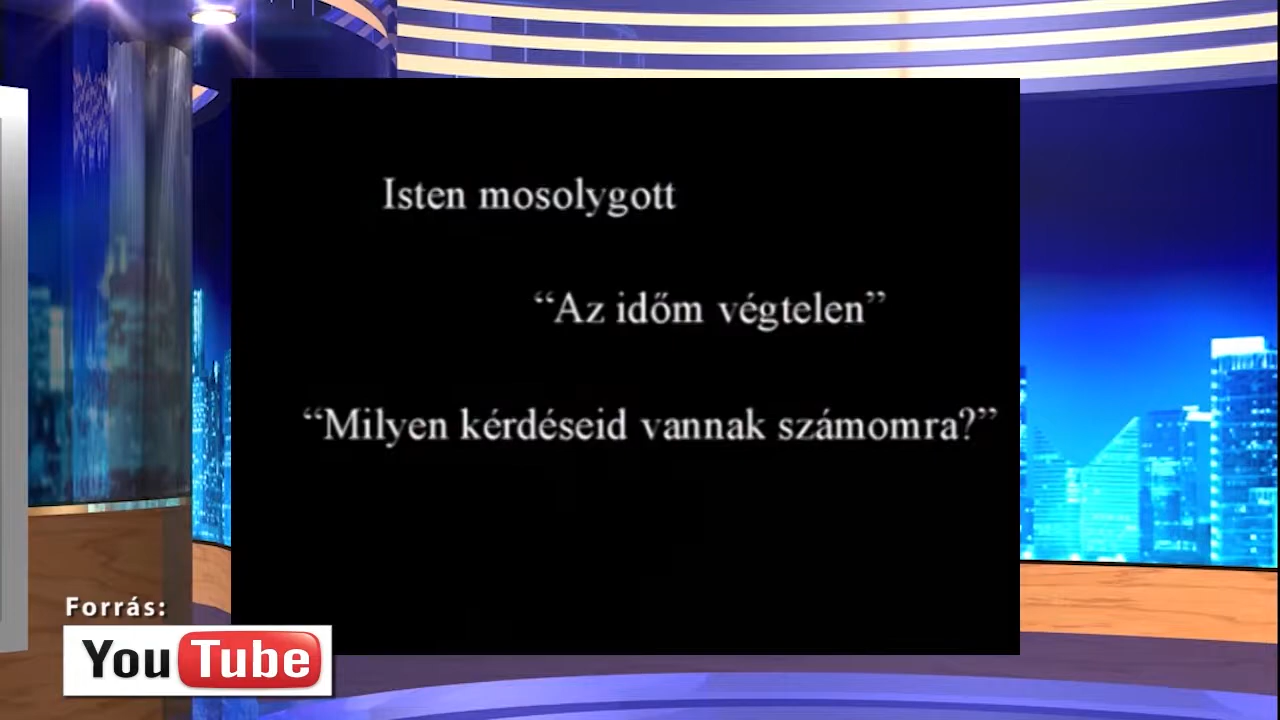 Isten mosolygott
“Az időm végtelen”
“Milyen kérdéseid vannak számomra?”
Forrás:
YouTube